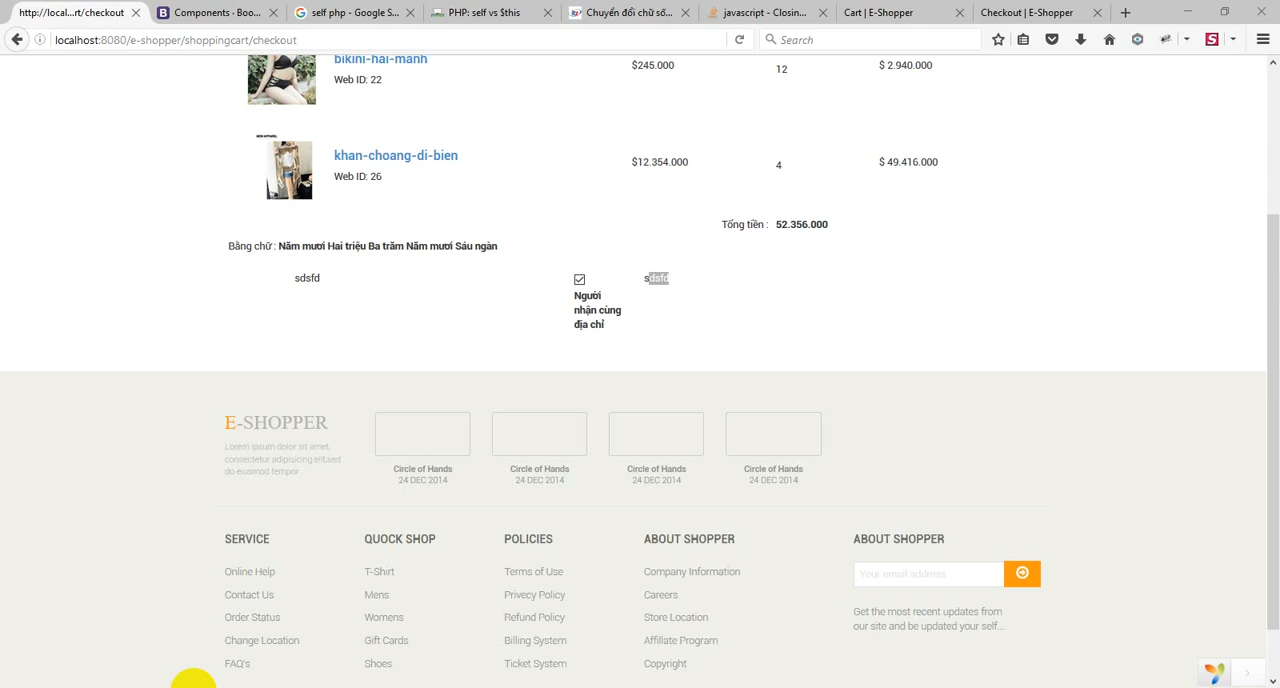 http://local...rt/checkout
Components · Boo...
self php - Google S...
PHP: self vs $this
Chuyển đổi chữ số...
javascript - Closin...
Cart | E-Shopper
Checkout | E-Shopper
localhost:8080/e-shopper/shoppingcart/checkout
Search
bikini-hai-manh
$245.000
12
$ 2.940.000
Web ID: 22
khan-choang-di-bien
$12.354.000
4
$ 49.416.000
Web ID: 26
Tổng tiền : 52.356.000
Bằng chữ : Năm mươi Hai triệu Ba trăm Năm mươi Sáu ngàn
sdsfd
sdsfd
Người
nhận cùng
địa chỉ
E-SHOPPER
Lorem ipsum dolor sit amet,
consectetur adipisicing elit,sed
do eiusmod tempor
Circle of Hands
24 DEC 2014
Circle of Hands
24 DEC 2014
Circle of Hands
24 DEC 2014
Circle of Hands
24 DEC 2014
SERVICE
Online Help
Contact Us
Order Status
Change Location
FAQ's
QUOCK SHOP
T-Shirt
Mens
Womens
Gift Cards
Shoes
POLICIES
Terms of Use
Privecy Policy
Refund Policy
Billing System
Ticket System
ABOUT SHOPPER
Company Information
Careers
Store Location
Affillate Program
Copyright
ABOUT SHOPPER
Your email address
Get the most recent updates from
our site and be updated your self...